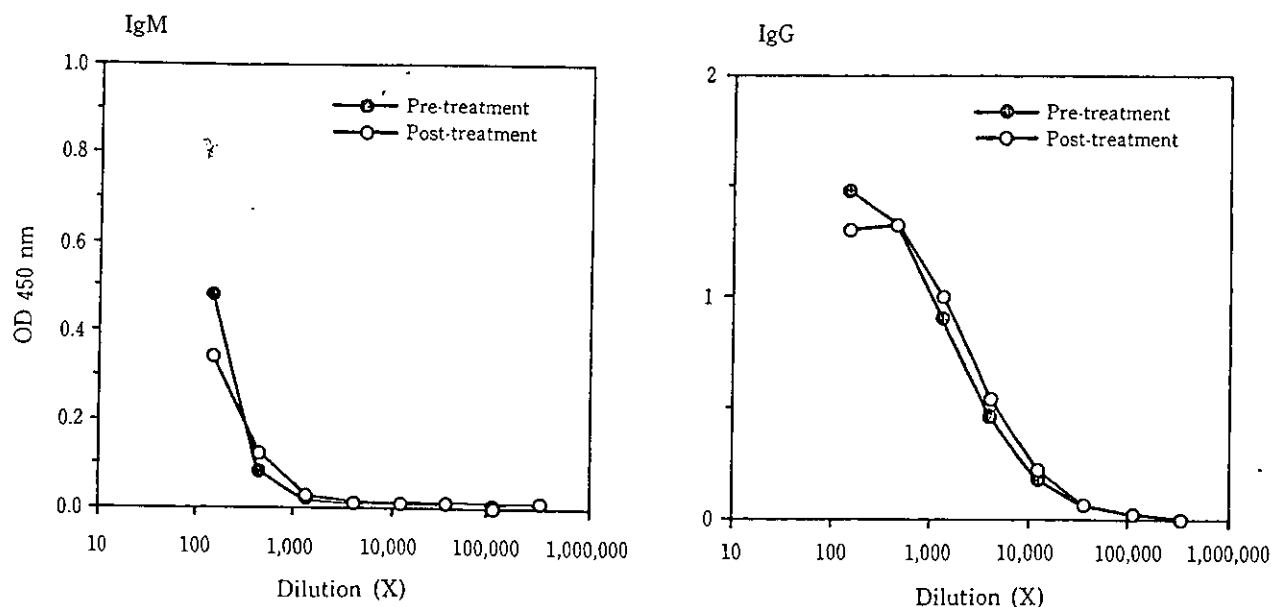 IgM
1.0
0.8
0.6
0.4
0.2
0.0
OD 450 nm
Pre-treatment
Post-treatment
10 100 1,000 10,000 100,000 1,000,000
Dilution (X)
IgG
2
1
0
Pre-treatment
Post-treatment
10 100 1,000 10,000 100,000 1,000,000
Dilution (X)